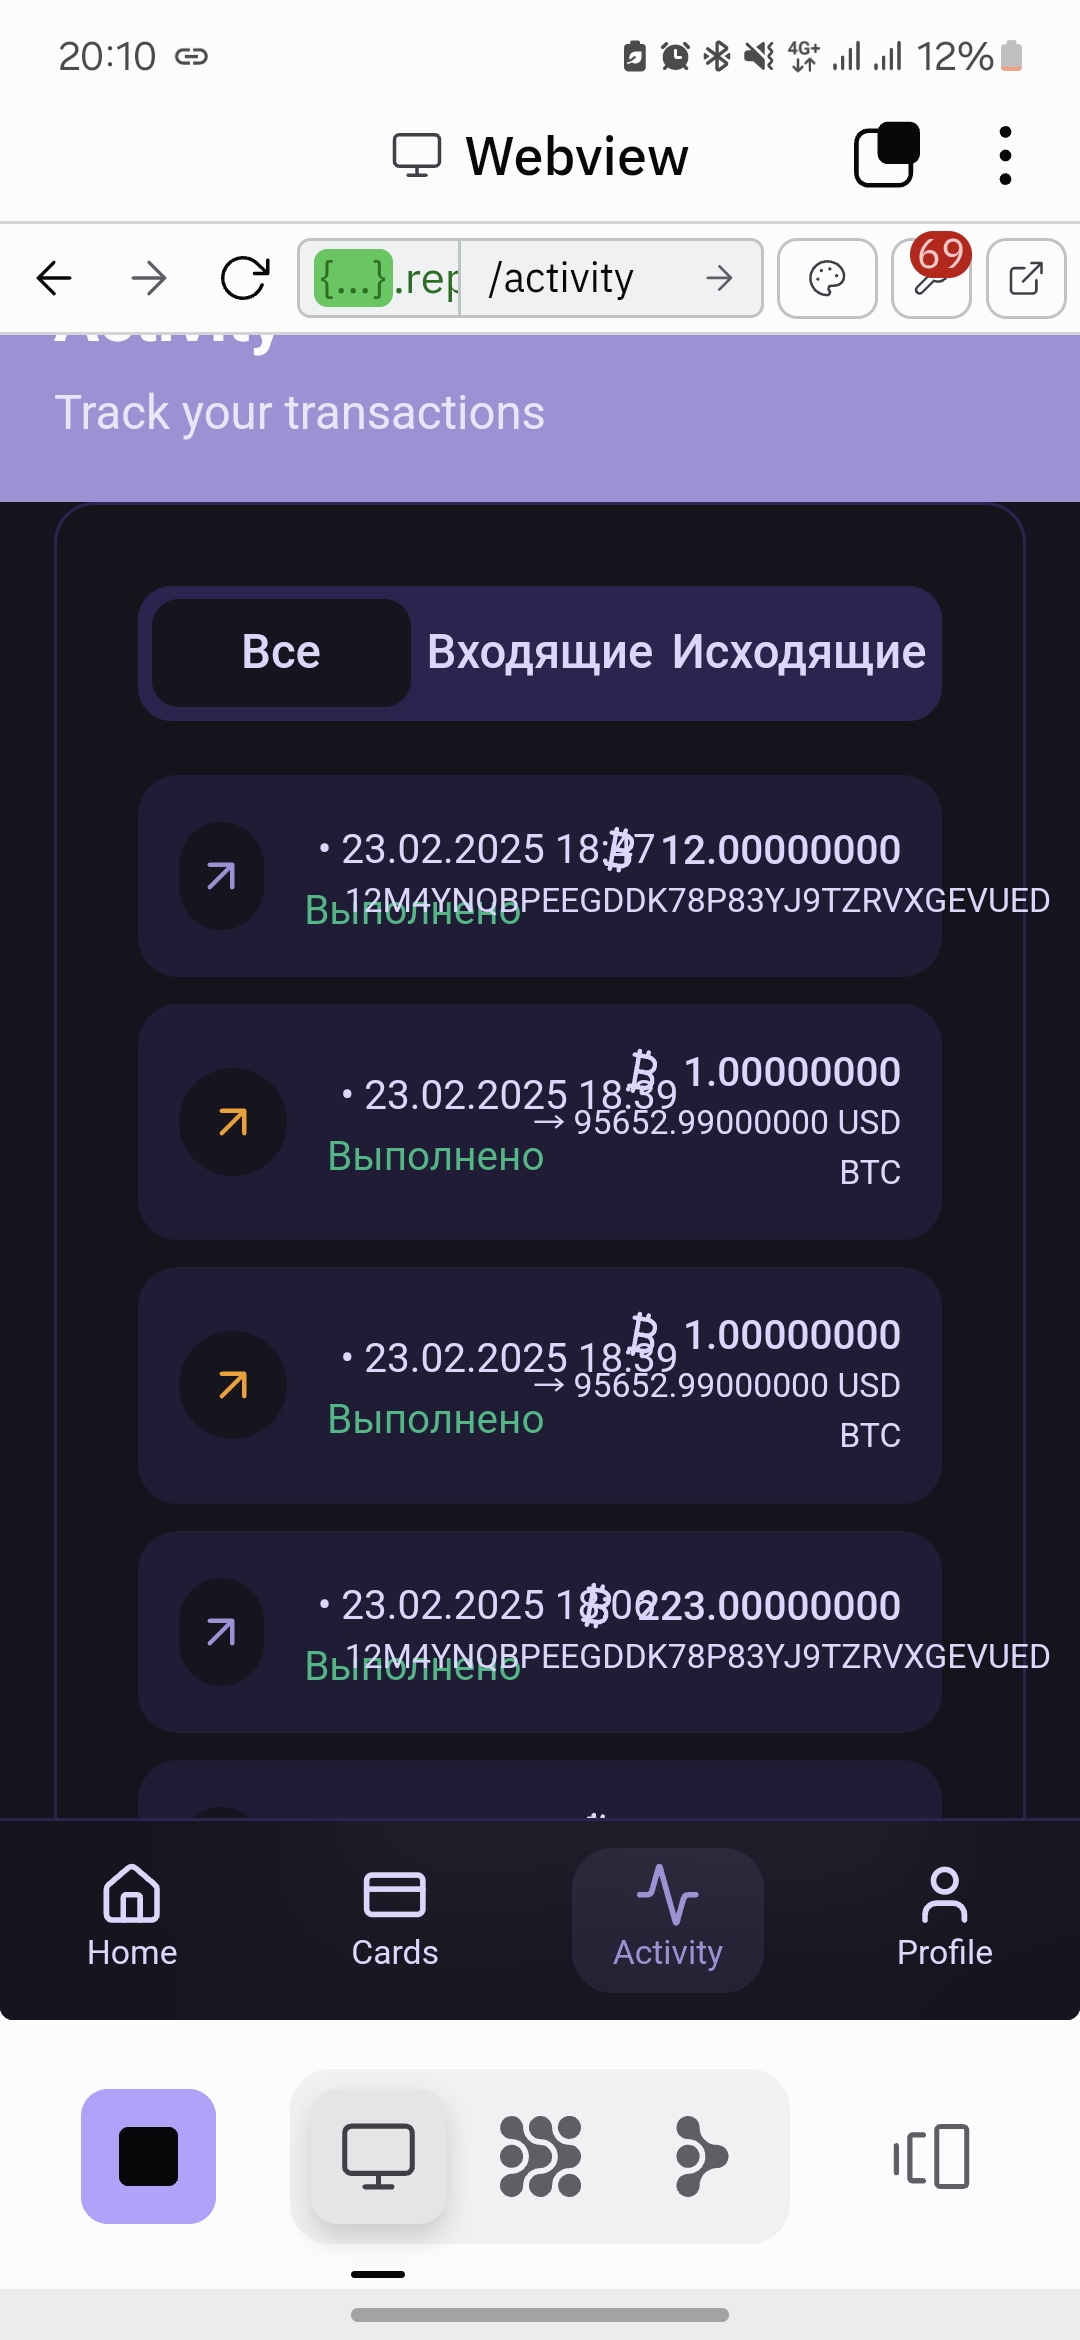 20:10
4G+
12%
Webview
{...}.rep
/activity
69
Activity
Track your transactions
Все
Входящие
Исходящие
• 23.02.2025 18:47
₿ 12.00000000
12M4YNQBPEEGDDK78P83YJ9TZRVXGEVUED
Выполнено
₿ 1.00000000
• 23.02.2025 18:39
→ 95652.99000000 USD
Выполнено
BTC
₿ 1.00000000
• 23.02.2025 18:39
→ 95652.99000000 USD
Выполнено
BTC
• 23.02.2025 18:06
₿ 223.00000000
12M4YNQBPEEGDDK78P83YJ9TZRVXGEVUED
Выполнено
Home
Cards
Activity
Profile